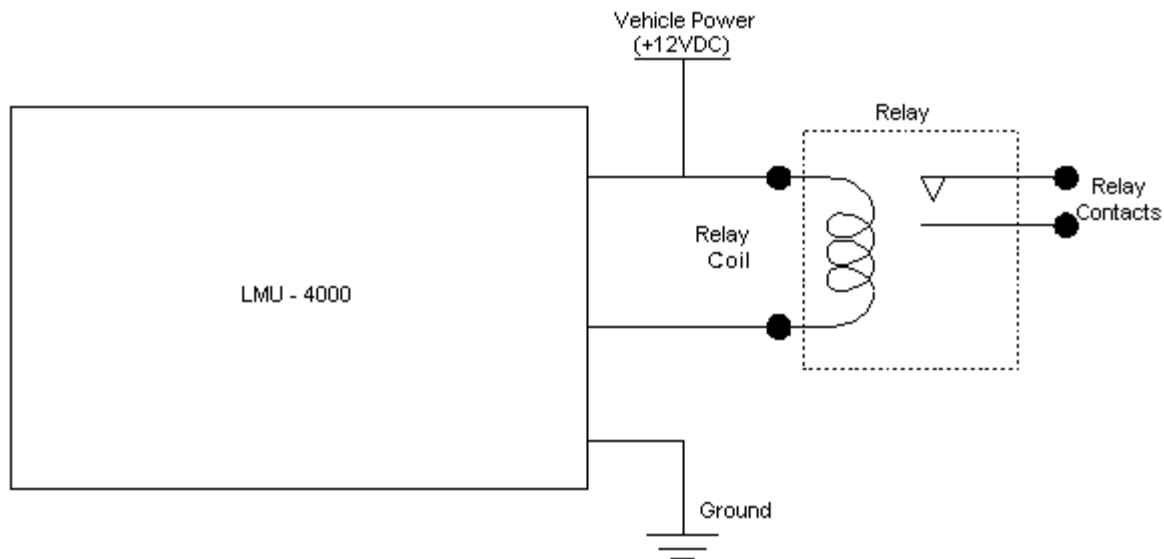 Vehicle Power
(+12VDC)
Relay
Relay
Contacts
Relay
Coil
LMU - 4000
Ground